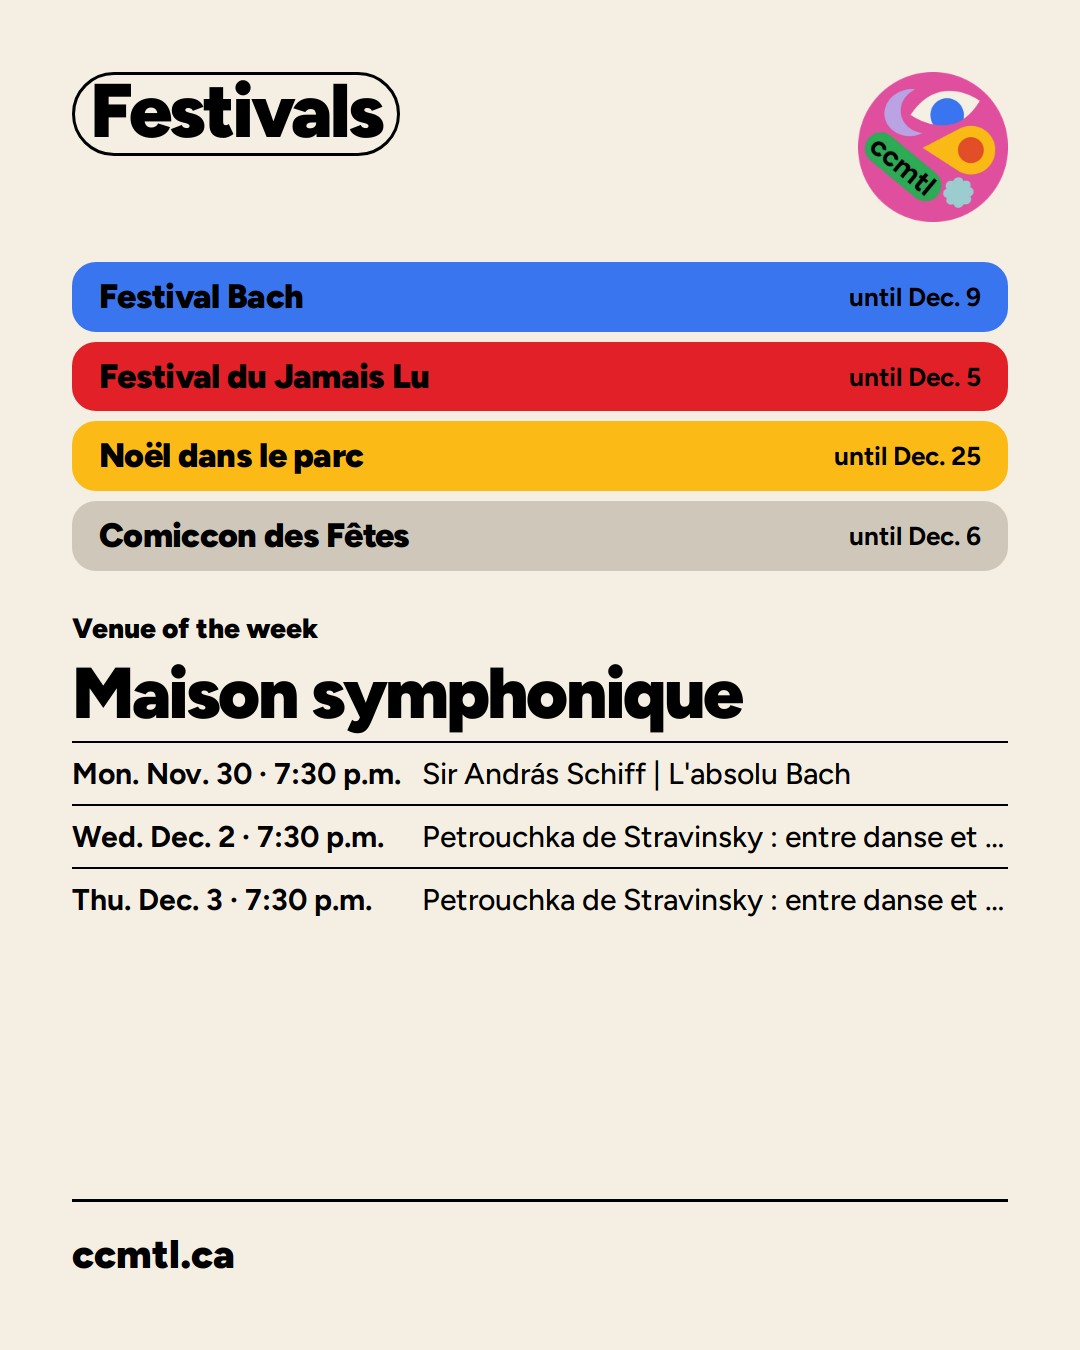 Festivals
ccmtl
Festival Bach until Dec. 9
Festival du Jamais Lu until Dec. 5
Noël dans le parc until Dec. 25
Comiccon des Fêtes until Dec. 6
Venue of the week
Maison symphonique
Mon. Nov. 30 · 7:30 p.m. Sir András Schiff | L'absolu Bach
Wed. Dec. 2 · 7:30 p.m. Petrouchka de Stravinsky : entre danse et ...
Thu. Dec. 3 · 7:30 p.m. Petrouchka de Stravinsky : entre danse et ...
ccmtl.ca